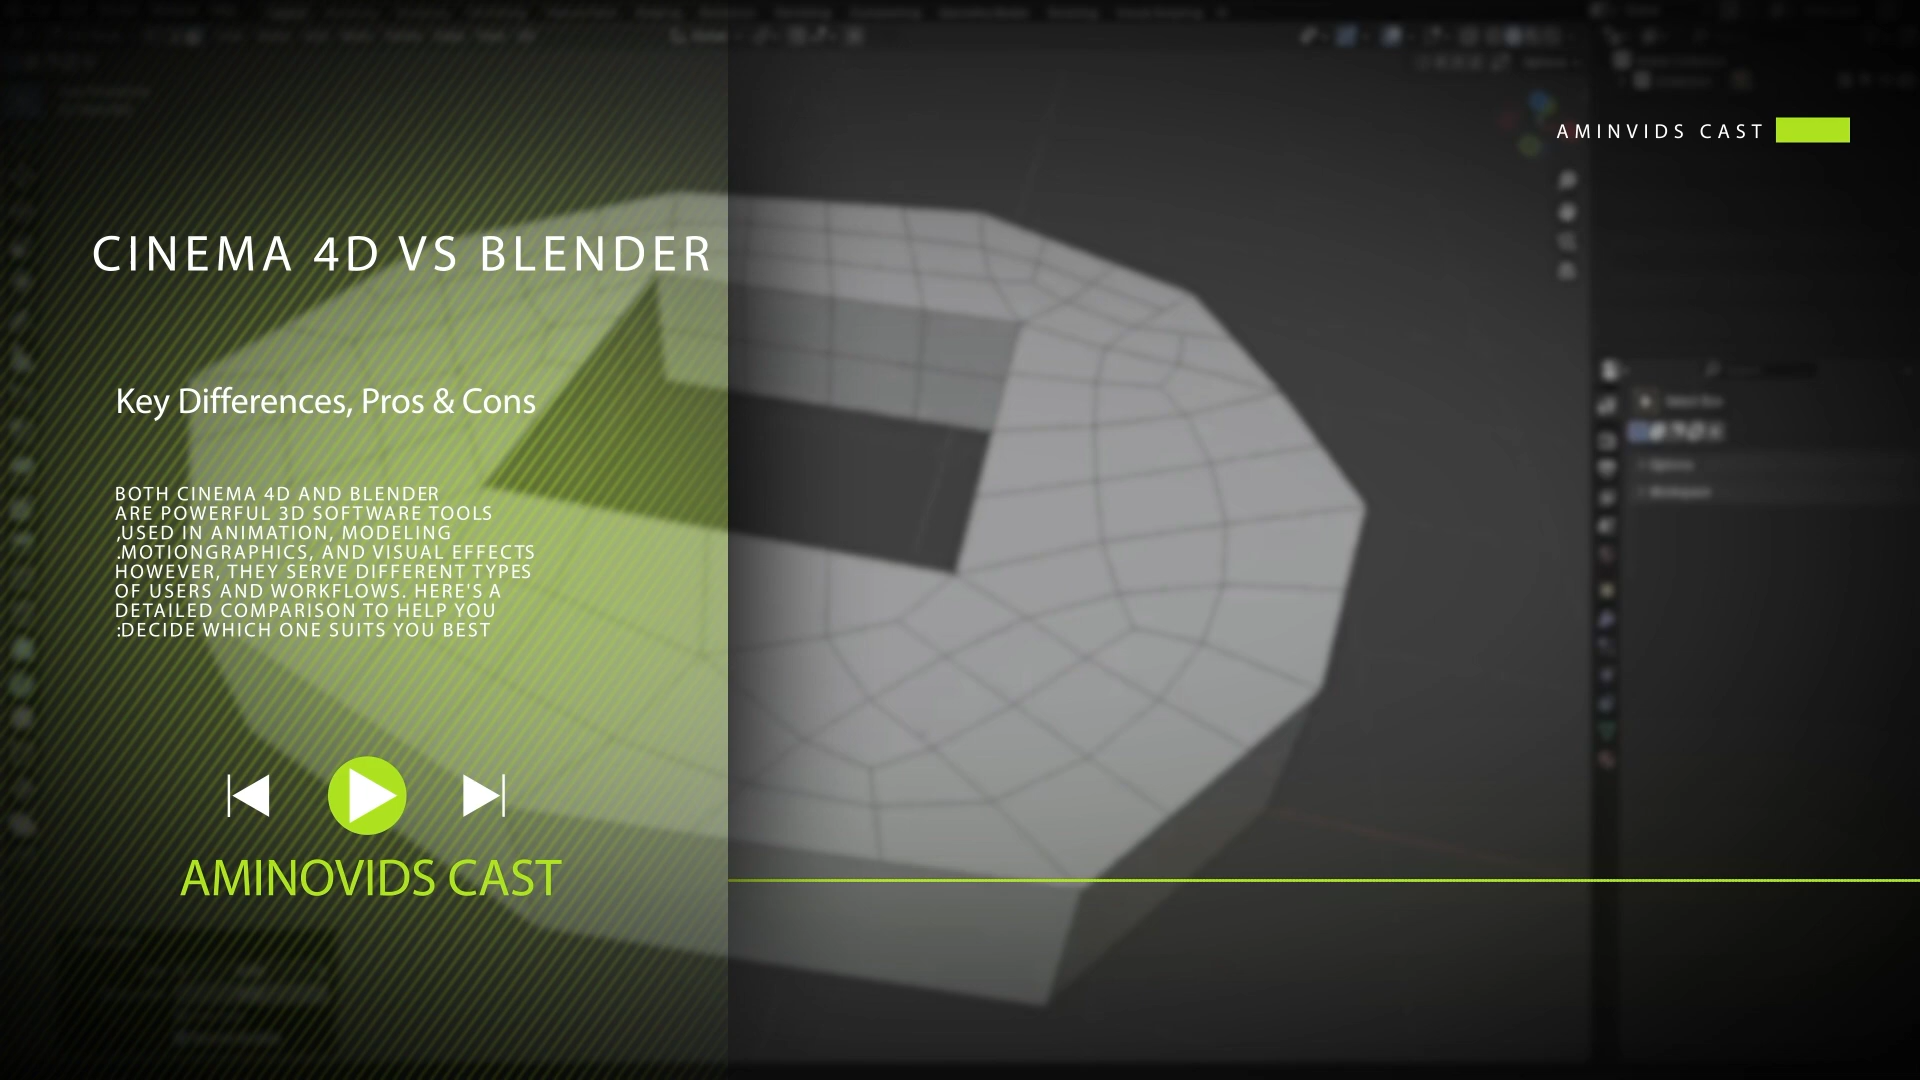 AMINVIDS CAST
CINEMA 4D VS BLENDER
Key Differences, Pros & Cons
BOTH CINEMA 4D AND BLENDER
ARE POWERFUL 3D SOFTWARE TOOLS
,USED IN ANIMATION, MODELING
.MOTIONGRAPHICS, AND VISUAL EFFECTS
HOWEVER, THEY SERVE DIFFERENT TYPES
OF USERS AND WORKFLOWS. HERE'S A
DETAILED COMPARISON TO HELP YOU
:DECIDE WHICH ONE SUITS YOU BEST
AMINOVIDS CAST